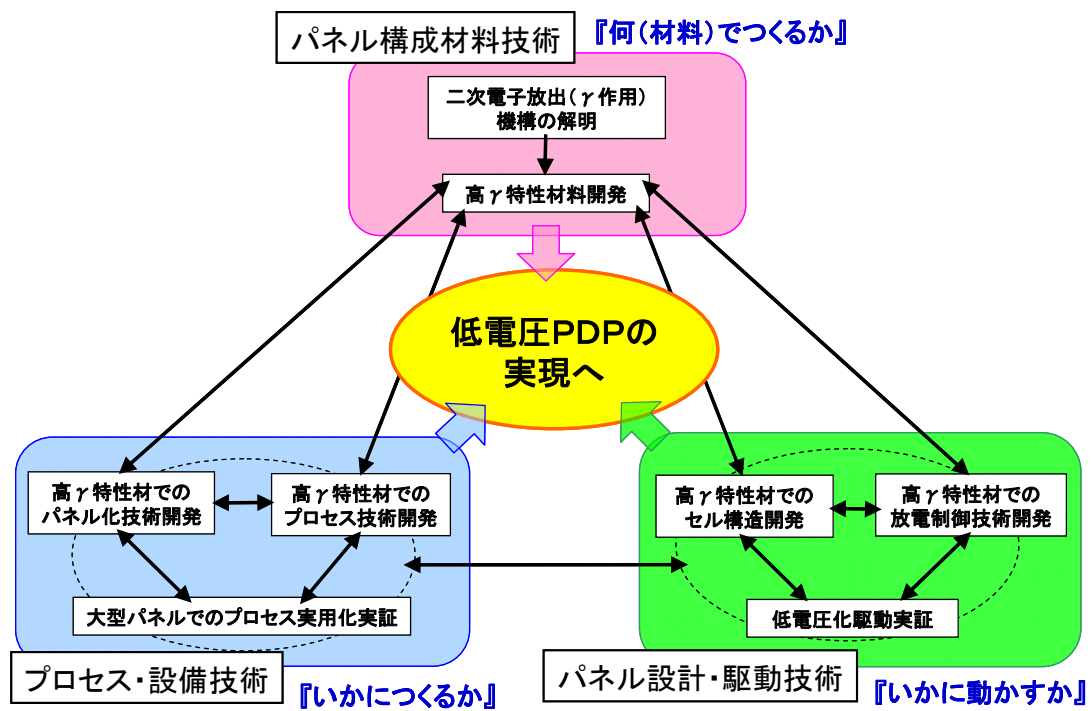 パネル構成材料技術
『何(材料)でつくるか』
二次電子放出(γ作用)
機構の解明
高γ特性材料開発
低電圧PDPの
実現へ
高γ特性材での
パネル化技術開発
高γ特性材での
プロセス技術開発
大型パネルでのプロセス実用化実証
プロセス・設備技術
『いかにつくるか』
高γ特性材での
セル構造開発
高γ特性材での
放電制御技術開発
低電圧化駆動実証
パネル設計・駆動技術
『いかに動かすか』